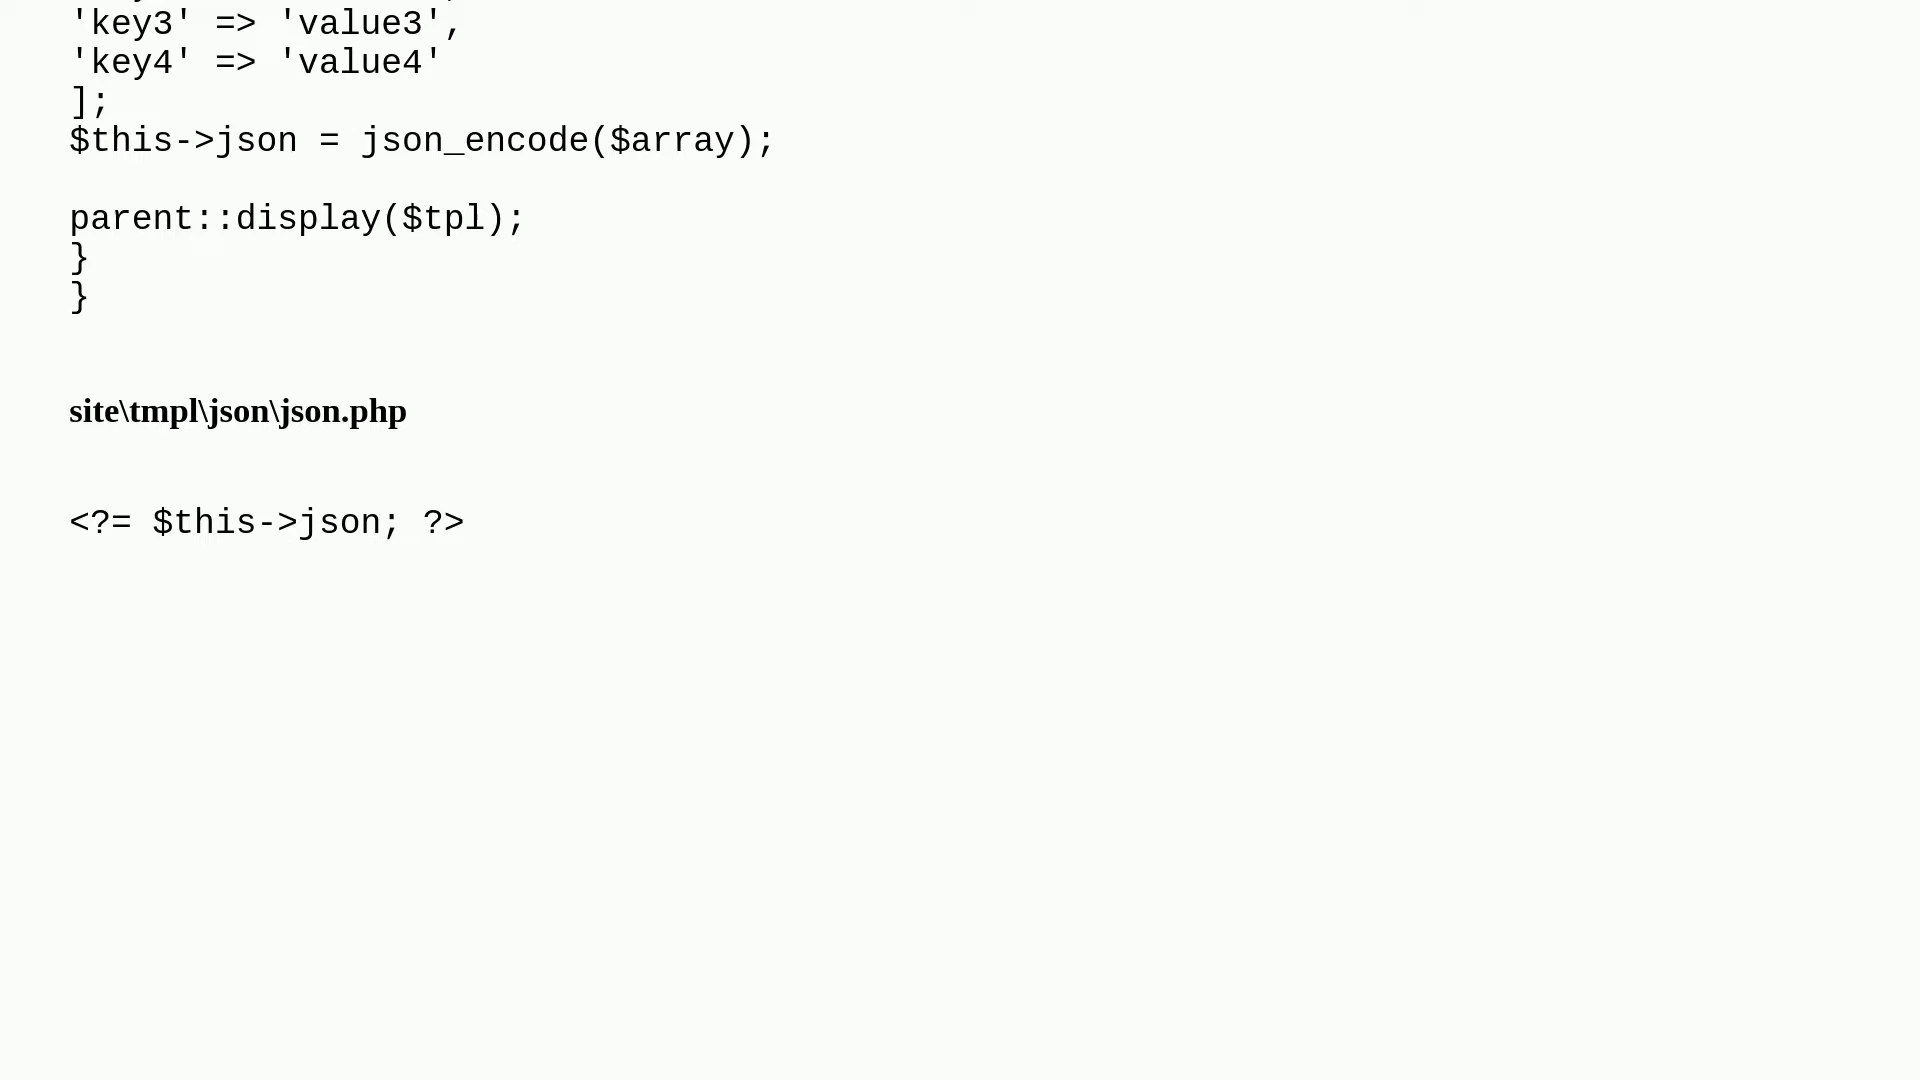 'key3' => 'value3',
'key4' => 'value4'
];
$this->json = json_encode($array);
parent::display($tpl);
}
}
site\tmpl\json\json.php
<?= $this->json; ?>